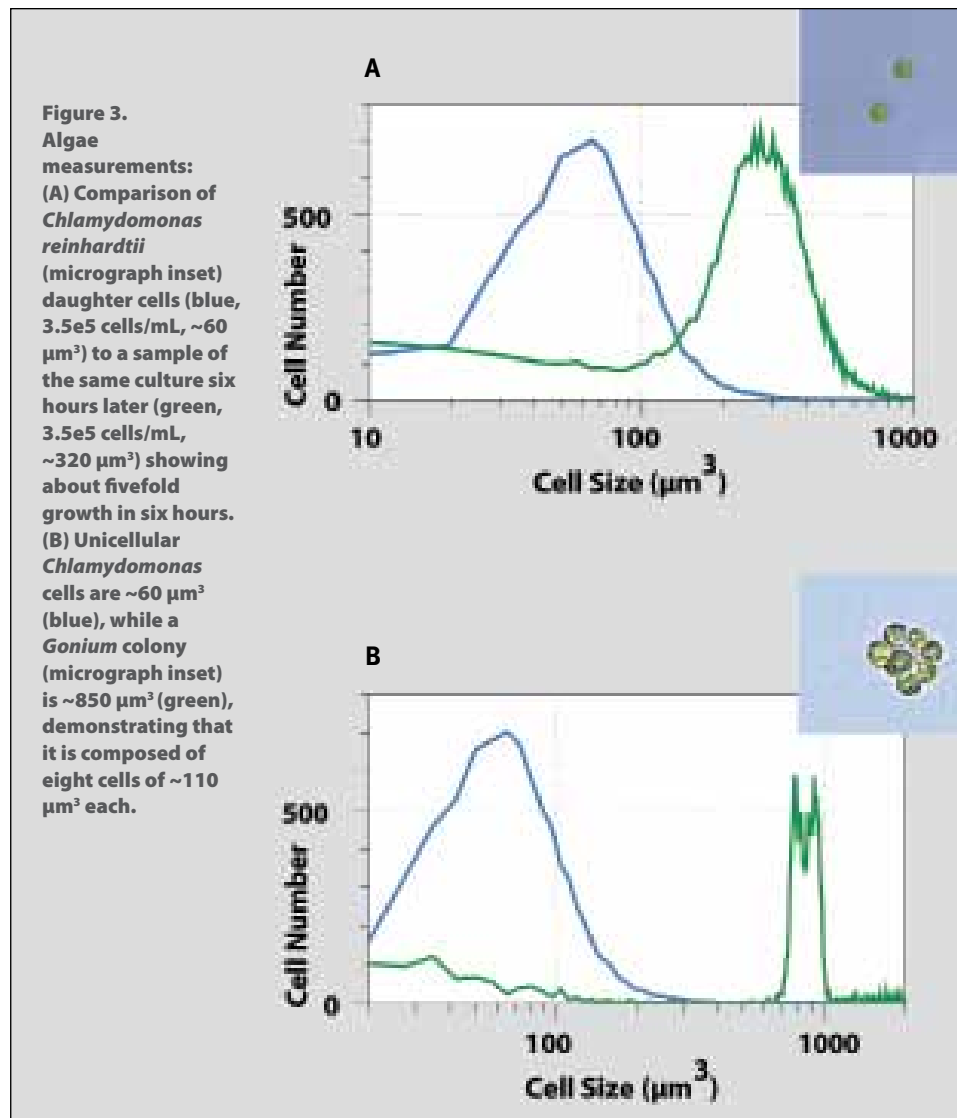 Figure 3.
Algae
measurements:
(A) Comparison of
Chlamydomonas
reinhardtii
(micrograph inset)
daughter cells (blue,
3.5e5 cells/mL, ~60
µm³) to a sample of
the same culture six
hours later (green,
3.5e5 cells/mL,
~320 µm³) showing
about fivefold
growth in six hours.
(B) Unicellular
Chlamydomonas
cells are ~60 µm³
(blue), while a
Gonium colony
(micrograph inset)
is ~850 µm³ (green),
demonstrating that
it is composed of
eight cells of ~110
µm³ each.
A
Cell Number
500
0
10
100
1000
Cell Size (µm³)
B
Cell Number
500
0
100
1000
Cell Size (µm³)